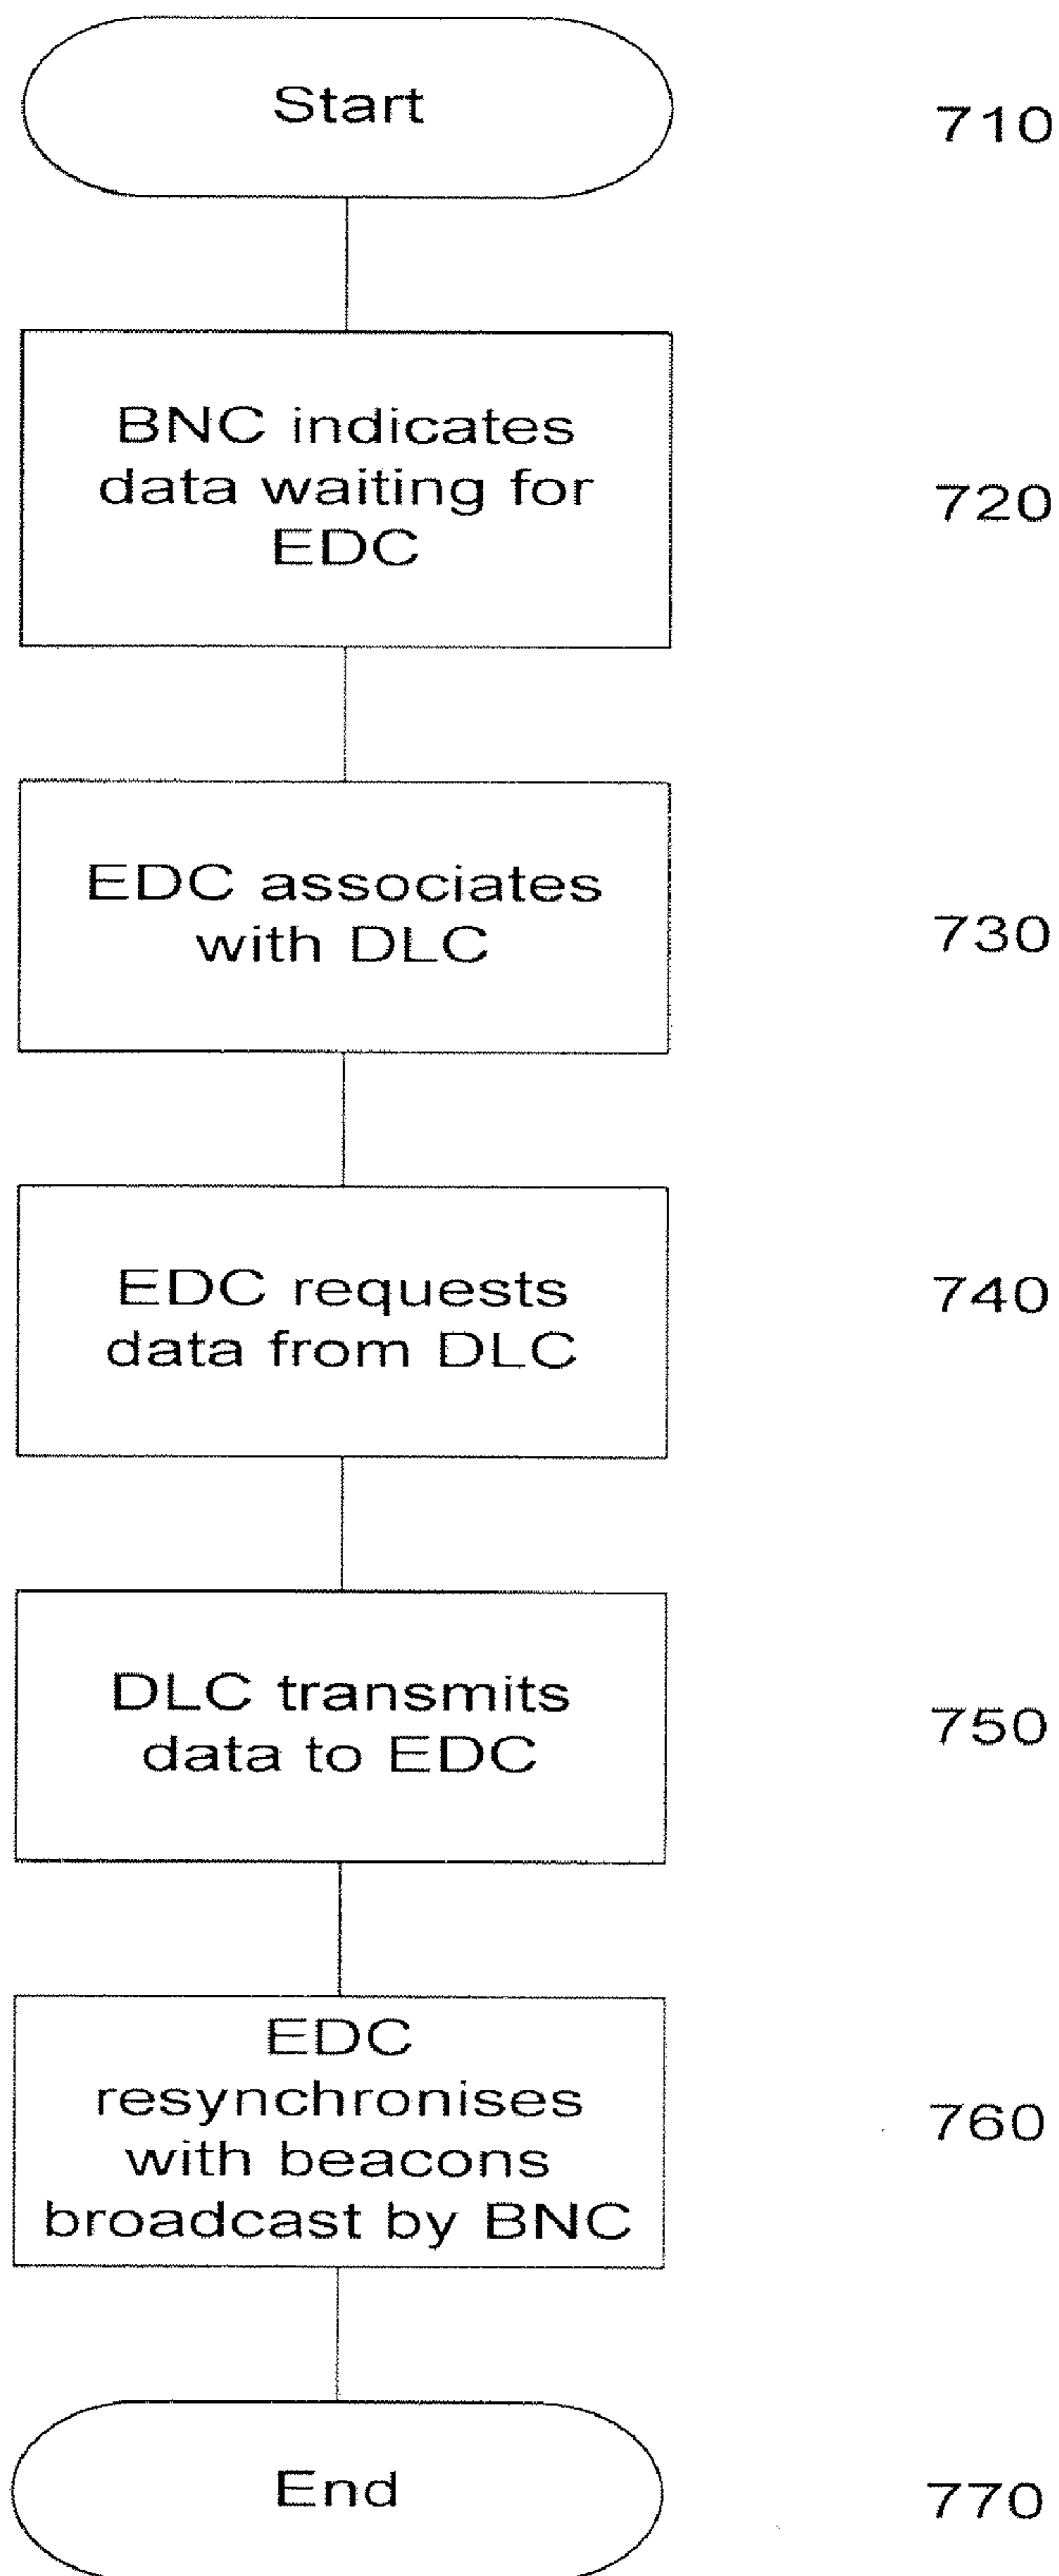 Start
710
BNC indicates
data waiting for
EDC
720
EDC associates
with DLC
730
EDC requests
data from DLC
740
DLC transmits
data to EDC
750
EDC
resynchronises
with beacons
broadcast by BNC
760
End
770